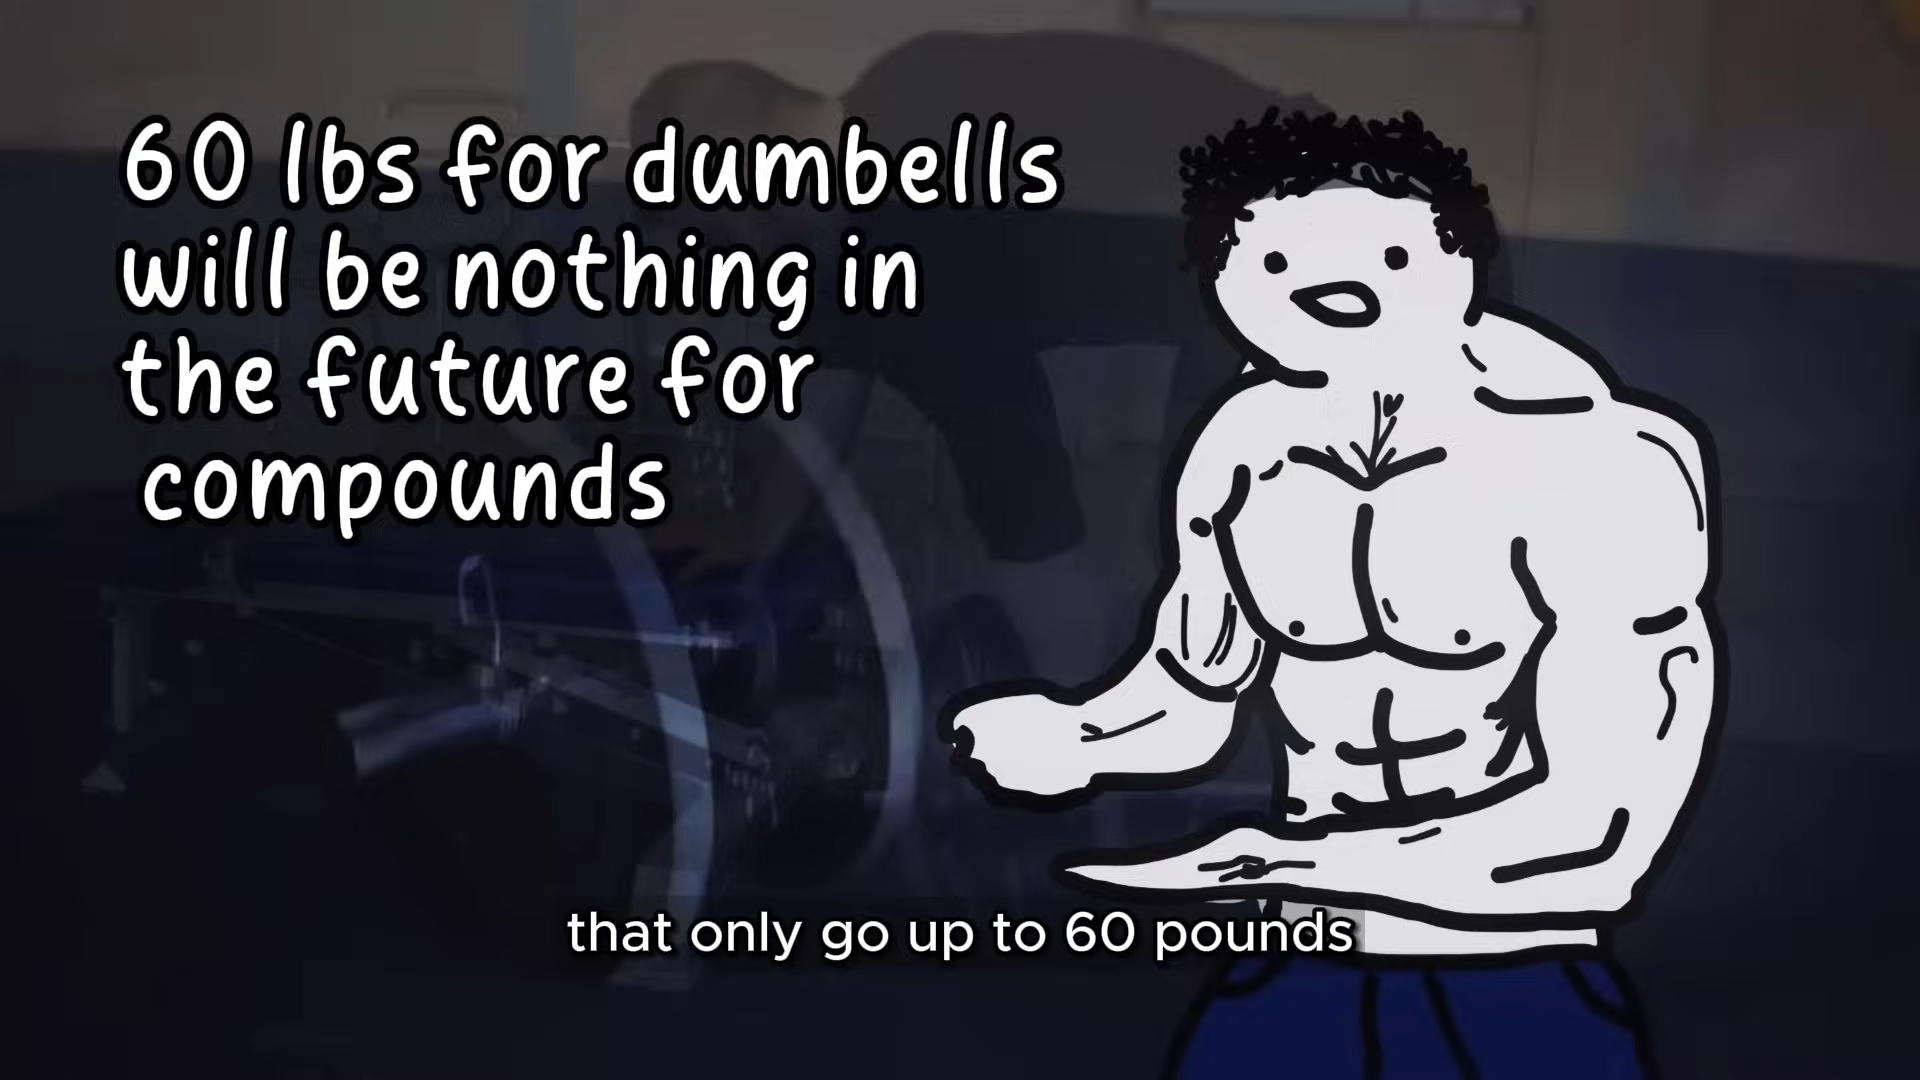 60 lbs for dumbells
will be nothing in
the future for
compounds
that only go up to 60 pounds